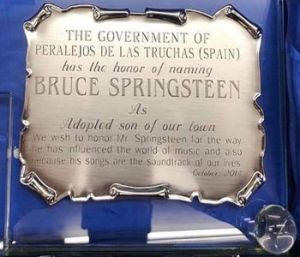 THE GOVERNMENT OF
PERALEJOS DE LAS TRUCHAS (SPAIN)
has the honor of naming
BRUCE SPRINGSTEEN
As
Adopted son of our town
We wish to honor Mr. Springsteen for the way
he has influenced the world of music and also
because his songs are the soundtrack of our lives
October, 2014